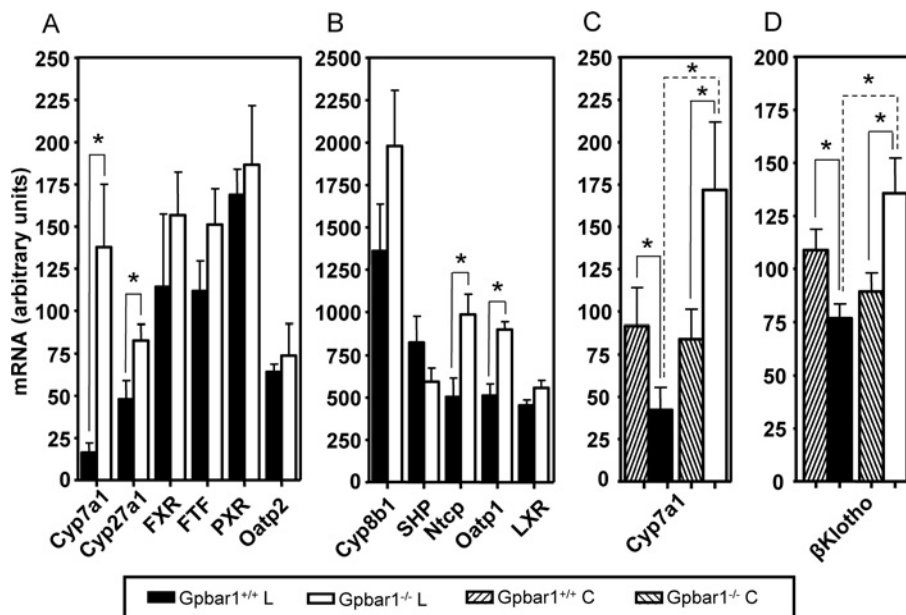 A
B
C
D
mRNA (arbitrary units)
250
225
200
175
150
125
100
75
50
25
0
*
*
Cyp7a1
Cyp27a1
FXR
FTF
PXR
Oatp2
2500
2250
2000
1750
1500
1250
1000
750
500
250
0
*
*
Cyp8b1
SHP
Ntcp
Oatp1
LXR
250
225
200
175
150
125
100
75
50
25
0
*
*
*
Cyp7a1
200
175
150
125
100
75
50
25
0
*
*
*
βKlotho
Gpbar1+/+ L Gpbar1-/- L Gpbar1+/+ C Gpbar1-/- C